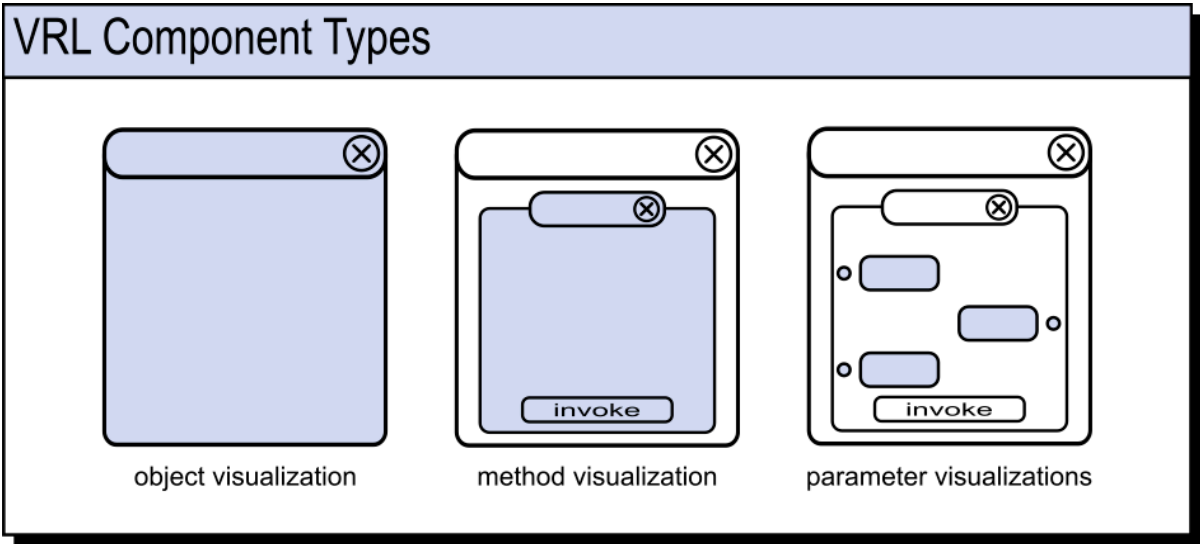 VRL Component Types
invoke
invoke
object visualization
method visualization
parameter visualizations